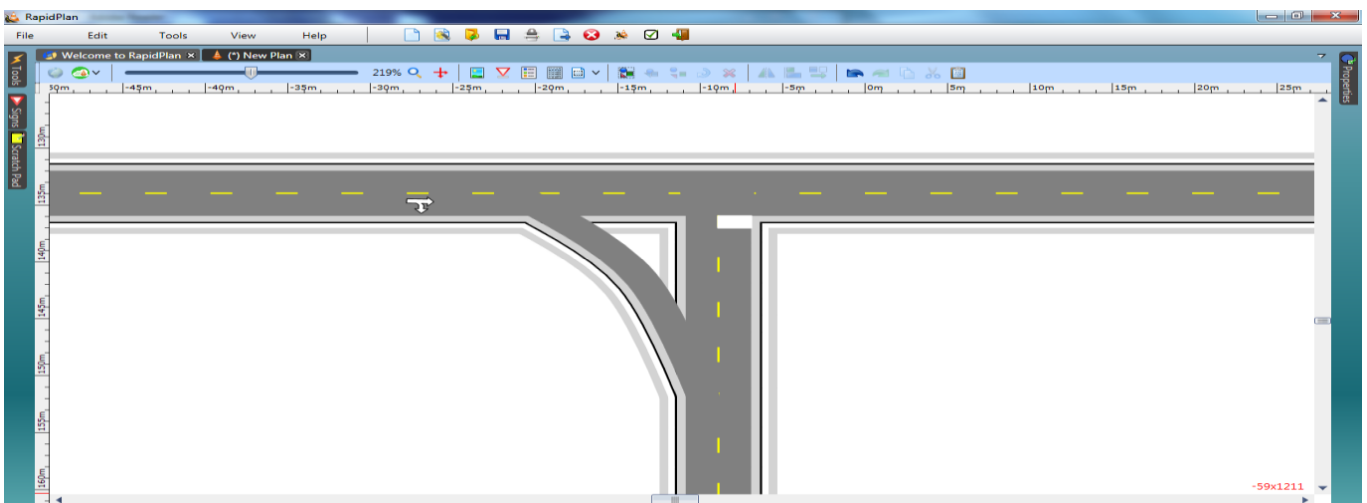 RapidPlan
File Edit Tools View Help
Welcome to RapidPlan (*) New Plan
219%
50m -45m -40m -35m -30m -25m -20m -15m -10m -5m 0m 5m 10m 15m 20m 25m
Tools
Signs
Scratch Pad
Properties
130m
135m
140m
145m
150m
155m
160m
-59x1211